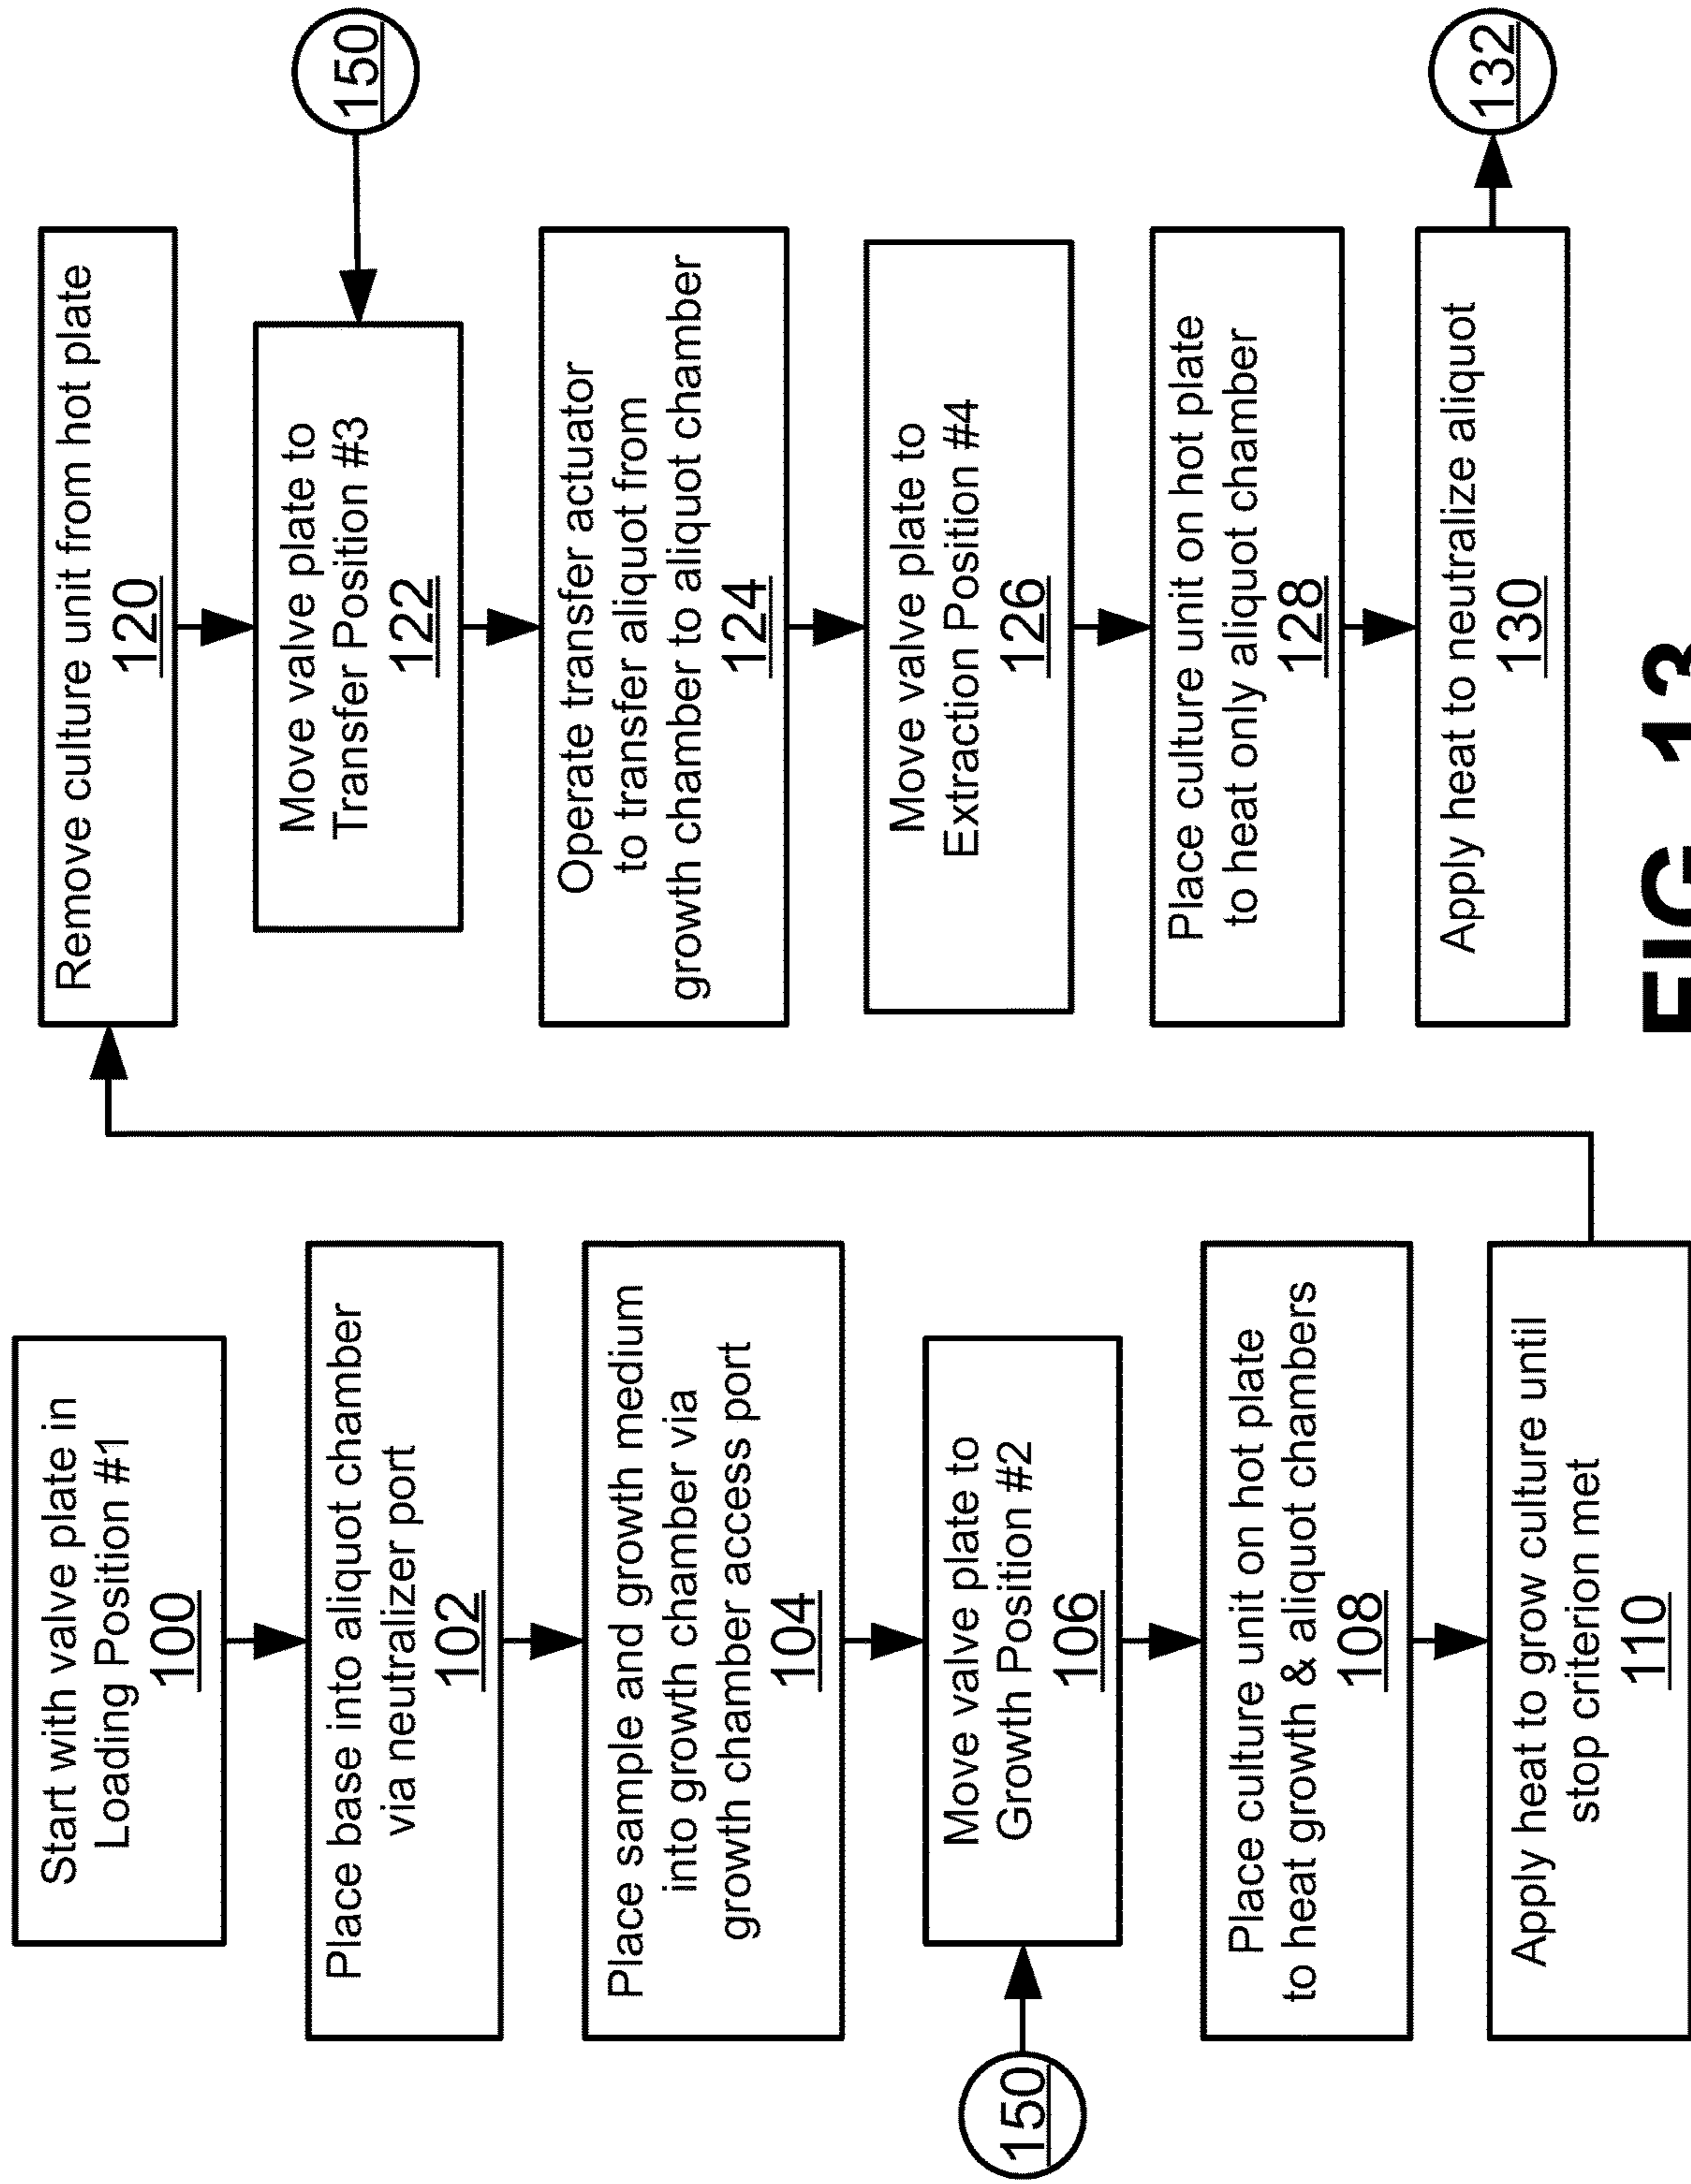 Start with valve plate in
Loading Position #1
100
Place base into aliquot chamber
via neutralizer port
102
Place sample and growth medium
into growth chamber via
growth chamber access port
104
150
Move valve plate to
Growth Position #2
106
Place culture unit on hot plate
to heat growth & aliquot chambers
108
Apply heat to grow culture until
stop criterion met
110
Remove culture unit from hot plate
120
150
Move valve plate to
Transfer Position #3
122
Operate transfer actuator
to transfer aliquot from
growth chamber to aliquot chamber
124
Move valve plate to
Extraction Position #4
126
Place culture unit on hot plate
to heat only aliquot chamber
128
Apply heat to neutralize aliquot
130
132
FIG. 13